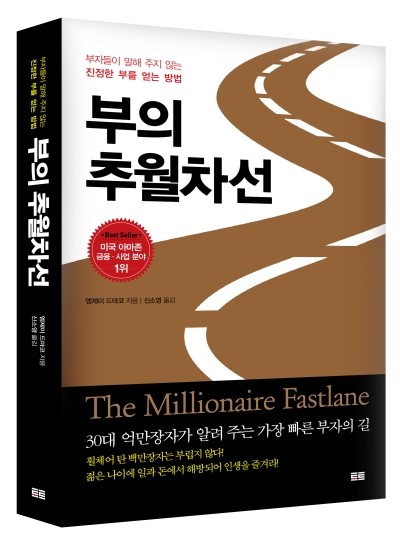 부자들이 말해 주지 않는
진정한 부를 얻는 방법
부의
추월차선
Best Seller
미국 아마존
금융·사업 분야
1위
엠제이 드마코 지음 | 신소영 옮김
The Millionaire Fastlane
30대 억만장자가 알려 주는 가장 빠른 부자의 길
휠체어 탄 백만장자는 부럽지 않다!
젊은 나이에 일과 돈에서 해방되어 인생을 즐겨라!
토트
부자들이 말해 주지 않는
진정한 부를 얻는 방법
부의 추월차선
엠제이 드마코 지음
신소영 옮김
토트